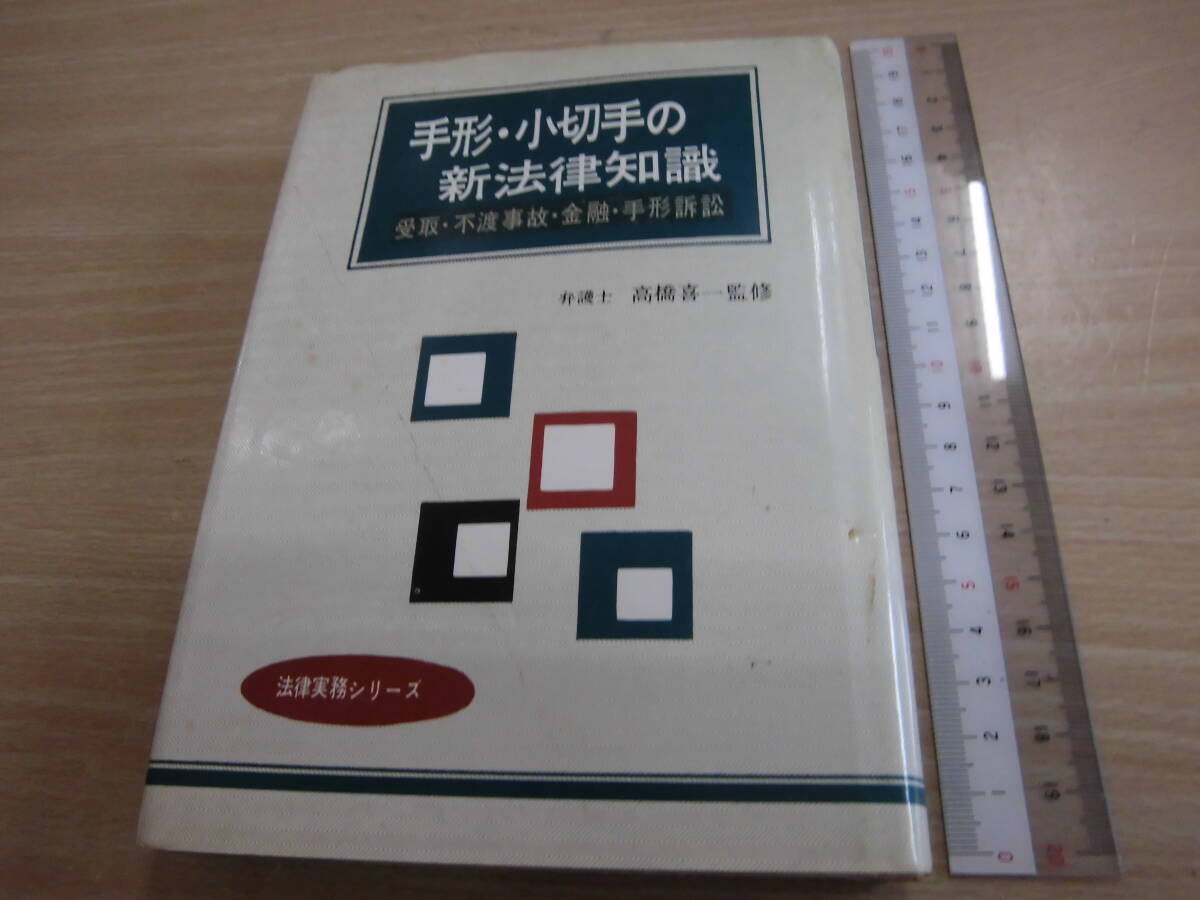 手形・小切手の
新法律知識
受取・不渡事故・金融・手形訴訟
弁護士 高橋喜一監修
法律実務シリーズ